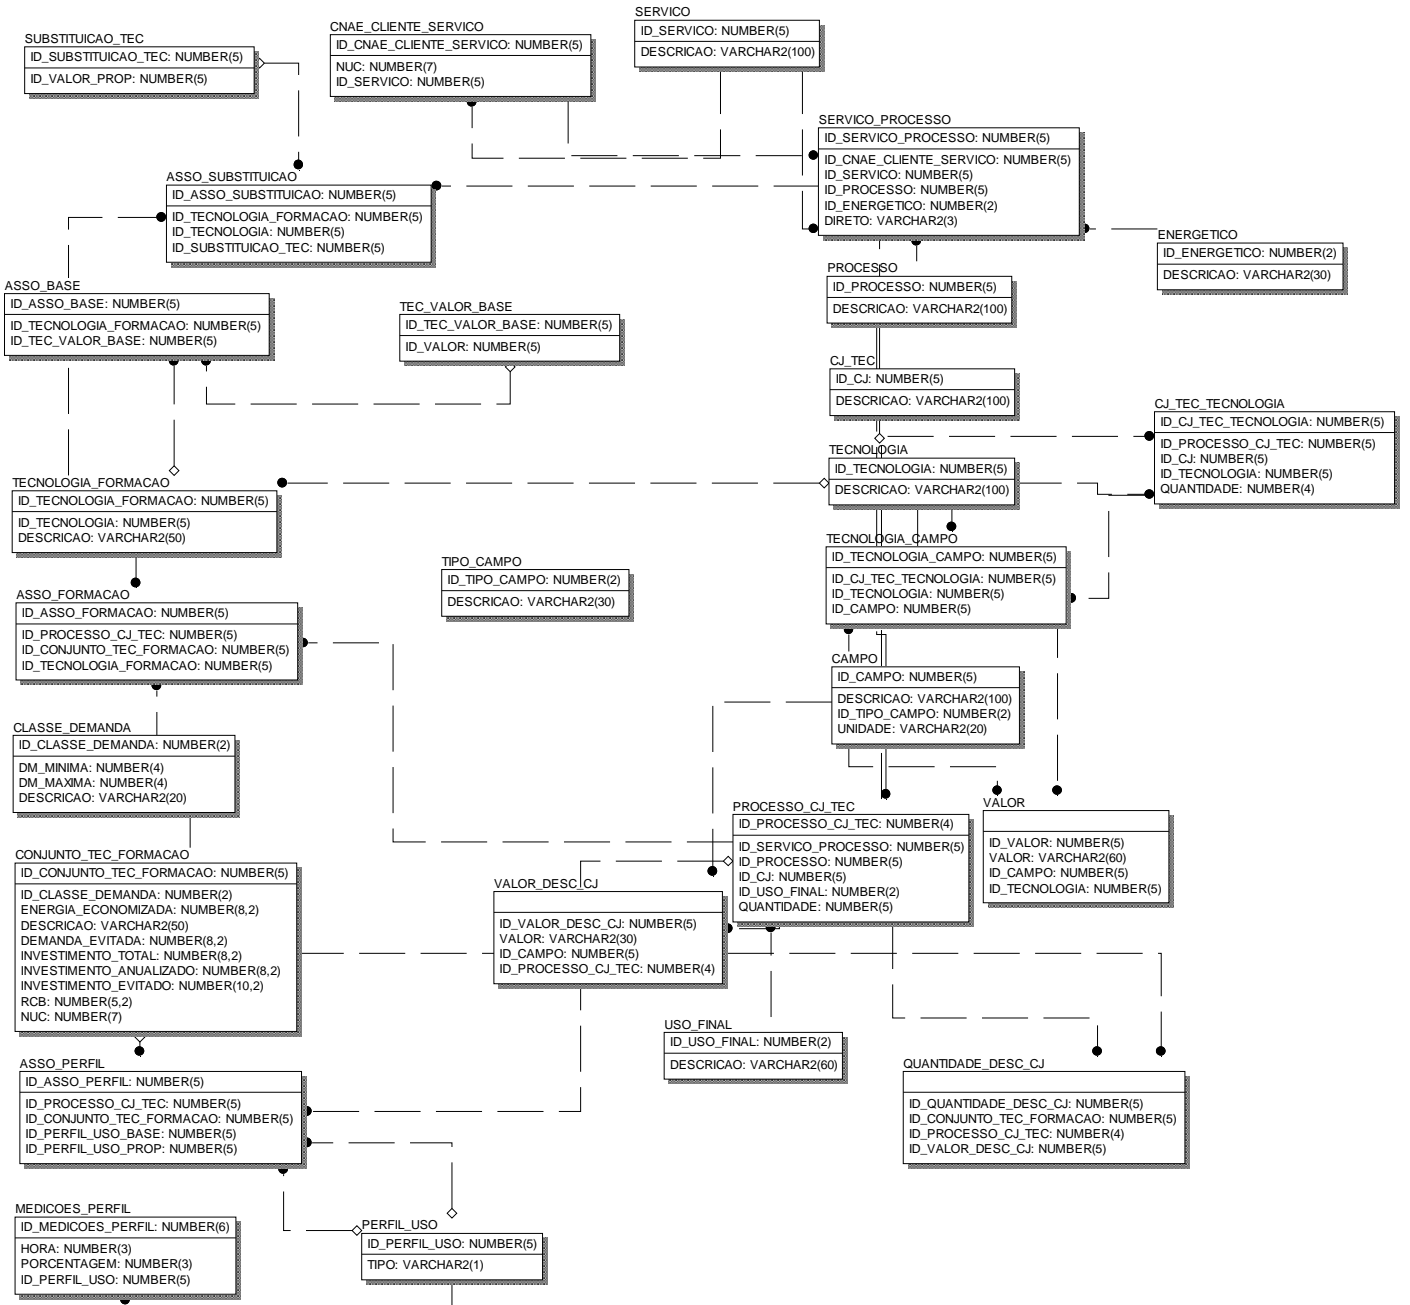 SUBSTITUICAO_TEC
ID_SUBSTITUICAO_TEC: NUMBER(5)
ID_VALOR_PROP: NUMBER(5)
CNAE_CLIENTE_SERVICO
ID_CNAE_CLIENTE_SERVICO: NUMBER(5)
NUC: NUMBER(7)
ID_SERVICO: NUMBER(5)
SERVICO
ID_SERVICO: NUMBER(5)
DESCRICAO: VARCHAR2(100)
SERVICO_PROCESSO
ID_SERVICO_PROCESSO: NUMBER(5)
ID_CNAE_CLIENTE_SERVICO: NUMBER(5)
ID_SERVICO: NUMBER(5)
ID_PROCESSO: NUMBER(5)
ID_ENERGETICO: NUMBER(2)
DIRETO: VARCHAR2(3)
ASSO_SUBSTITUICAO
ID_ASSO_SUBSTITUICAO: NUMBER(5)
ID_TECNOLOGIA_FORMACAO: NUMBER(5)
ID_TECNOLOGIA: NUMBER(5)
ID_SUBSTITUICAO_TEC: NUMBER(5)
ENERGETICO
ID_ENERGETICO: NUMBER(2)
DESCRICAO: VARCHAR2(30)
PROCESSO
ID_PROCESSO: NUMBER(5)
DESCRICAO: VARCHAR2(100)
ASSO_BASE
ID_ASSO_BASE: NUMBER(5)
ID_TECNOLOGIA_FORMACAO: NUMBER(5)
ID_TEC_VALOR_BASE: NUMBER(5)
TEC_VALOR_BASE
ID_TEC_VALOR_BASE: NUMBER(5)
ID_VALOR: NUMBER(5)
CJ_TEC
ID_CJ: NUMBER(5)
DESCRICAO: VARCHAR2(100)
CJ_TEC_TECNOLOGIA
ID_CJ_TEC_TECNOLOGIA: NUMBER(5)
ID_PROCESSO_CJ_TEC: NUMBER(5)
ID_CJ: NUMBER(5)
ID_TECNOLOGIA: NUMBER(5)
QUANTIDADE: NUMBER(4)
TECNOLOGIA
ID_TECNOLOGIA: NUMBER(5)
DESCRICAO: VARCHAR2(100)
TECNOLOGIA_FORMACAO
ID_TECNOLOGIA_FORMACAO: NUMBER(5)
ID_TECNOLOGIA: NUMBER(5)
DESCRICAO: VARCHAR2(50)
TECNOLOGIA_CAMPO
ID_TECNOLOGIA_CAMPO: NUMBER(5)
ID_CJ_TEC_TECNOLOGIA: NUMBER(5)
ID_TECNOLOGIA: NUMBER(5)
ID_CAMPO: NUMBER(5)
TIPO_CAMPO
ID_TIPO_CAMPO: NUMBER(2)
DESCRICAO: VARCHAR2(30)
ASSO_FORMACAO
ID_ASSO_FORMACAO: NUMBER(5)
ID_PROCESSO_CJ_TEC: NUMBER(5)
ID_CONJUNTO_TEC_FORMACAO: NUMBER(5)
ID_TECNOLOGIA_FORMACAO: NUMBER(5)
CAMPO
ID_CAMPO: NUMBER(5)
DESCRICAO: VARCHAR2(100)
ID_TIPO_CAMPO: NUMBER(2)
UNIDADE: VARCHAR2(20)
CLASSE_DEMANDA
ID_CLASSE_DEMANDA: NUMBER(2)
DM_MINIMA: NUMBER(4)
DM_MAXIMA: NUMBER(4)
DESCRICAO: VARCHAR2(20)
PROCESSO_CJ_TEC
ID_PROCESSO_CJ_TEC: NUMBER(4)
ID_SERVICO_PROCESSO: NUMBER(5)
ID_PROCESSO: NUMBER(5)
ID_CJ: NUMBER(5)
ID_USO_FINAL: NUMBER(2)
QUANTIDADE: NUMBER(5)
VALOR
ID_VALOR: NUMBER(5)
VALOR: VARCHAR2(60)
ID_CAMPO: NUMBER(5)
ID_TECNOLOGIA: NUMBER(5)
CONJUNTO_TEC_FORMACAO
ID_CONJUNTO_TEC_FORMACAO: NUMBER(5)
ID_CLASSE_DEMANDA: NUMBER(2)
ENERGIA_ECONOMIZADA: NUMBER(8,2)
DESCRICAO: VARCHAR2(50)
DEMANDA_EVITADA: NUMBER(8,2)
INVESTIMENTO_TOTAL: NUMBER(8,2)
INVESTIMENTO_ANUALIZADO: NUMBER(8,2)
INVESTIMENTO_EVITADO: NUMBER(10,2)
RCB: NUMBER(5,2)
NUC: NUMBER(7)
VALOR_DESC_CJ
ID_VALOR_DESC_CJ: NUMBER(5)
VALOR: VARCHAR2(30)
ID_CAMPO: NUMBER(5)
ID_PROCESSO_CJ_TEC: NUMBER(4)
USO_FINAL
ID_USO_FINAL: NUMBER(2)
DESCRICAO: VARCHAR2(60)
QUANTIDADE_DESC_CJ
ID_QUANTIDADE_DESC_CJ: NUMBER(5)
ID_CONJUNTO_TEC_FORMACAO: NUMBER(5)
ID_PROCESSO_CJ_TEC: NUMBER(4)
ID_VALOR_DESC_CJ: NUMBER(5)
ASSO_PERFIL
ID_ASSO_PERFIL: NUMBER(5)
ID_PROCESSO_CJ_TEC: NUMBER(5)
ID_CONJUNTO_TEC_FORMACAO: NUMBER(5)
ID_PERFIL_USO_BASE: NUMBER(5)
ID_PERFIL_USO_PROP: NUMBER(5)
MEDICOES_PERFIL
ID_MEDICOES_PERFIL: NUMBER(6)
HORA: NUMBER(3)
PORCENTAGEM: NUMBER(3)
ID_PERFIL_USO: NUMBER(5)
PERFIL_USO
ID_PERFIL_USO: NUMBER(5)
TIPO: VARCHAR2(1)